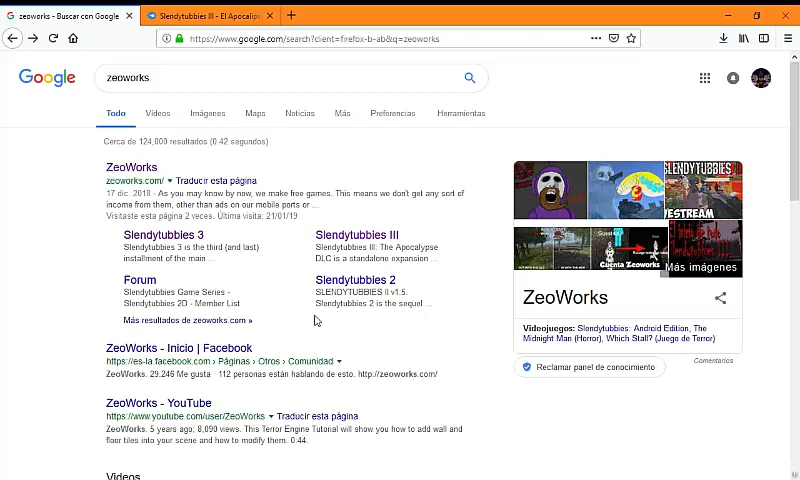 zeoworks - Buscar con Google
Slendytubbies III - El Apocalips
https://www.google.com/search?client=firefox-b-ab&q=zeoworks
Google
zeoworks
Todo Vídeos Imágenes Maps Noticias Más Preferencias Herramientas
Cerca de 124,000 resultados (0.42 segundos)
ZeoWorks
zeoworks.com/ Traducir esta página
17 dic. 2018 - As you may know by now, we make free games. This means we don't get any sort of
income from them, other than ads on our mobile ports or ...
Visitaste esta página 2 veces. Última visita: 21/01/19
Slendytubbies 3
Slendytubbies 3 is the third (and last)
installment of the main ...
Slendytubbies III
Slendytubbies III: The Apocalypse
DLC is a standalone expansion ...
Forum
Slendytubbies Game Series -
Slendytubbies 2D - Member List
Slendytubbies 2
SLENDYTUBBIES II v1.5.
Slendytubbies 2 is the sequel ...
Más resultados de zeoworks.com »
ZeoWorks - Inicio | Facebook
https://es-la.facebook.com › Páginas › Otros › Comunidad
ZeoWorks. 29.246 Me gusta · 112 personas están hablando de esto. http://zeoworks.com/
ZeoWorks - YouTube
https://www.youtube.com/user/ZeoWorks Traducir esta página
ZeoWorks. 5 years ago; 8,090 views. This Terror Engine Tutorial will show you how to add wall and
floor tiles into your scene and how to modify them. 0:44.
Videos
SLENDYTUBBIES
VESTREAM
Cuenta Zeoworks
Más imágenes
ZeoWorks
Videojuegos: Slendytubbies: Android Edition, The
Midnight Man (Horror), Which Stall? (Juego de Terror)
Comentarios
Reclamar panel de conocimiento